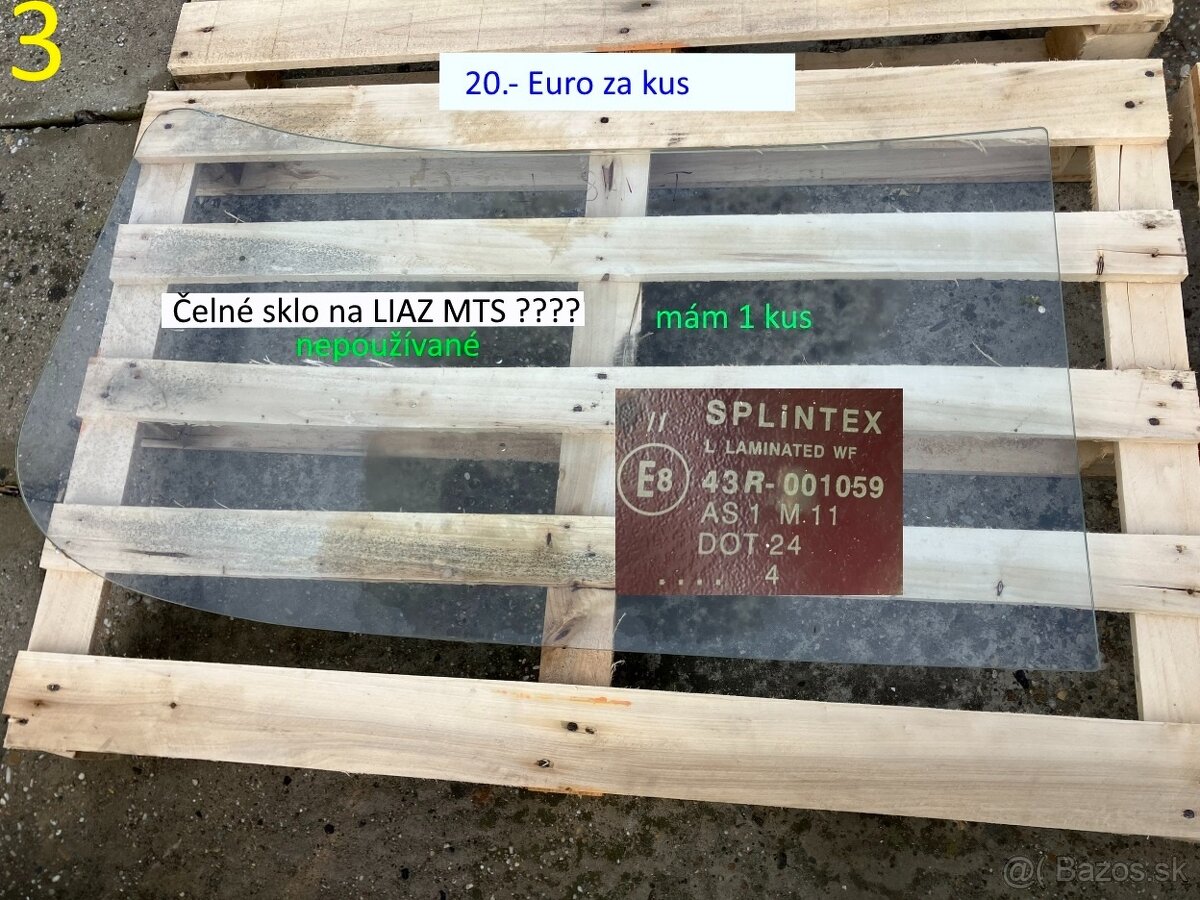 3
20.- Euro za kus
Čelné sklo na LIAZ MTS ????
nepoužívané
mám 1 kus
// SPLiNTEX
L LAMINATED WF
E8 43R-001059
AS 1 M 11
DOT 24
.... 4
@( Bazos.sk